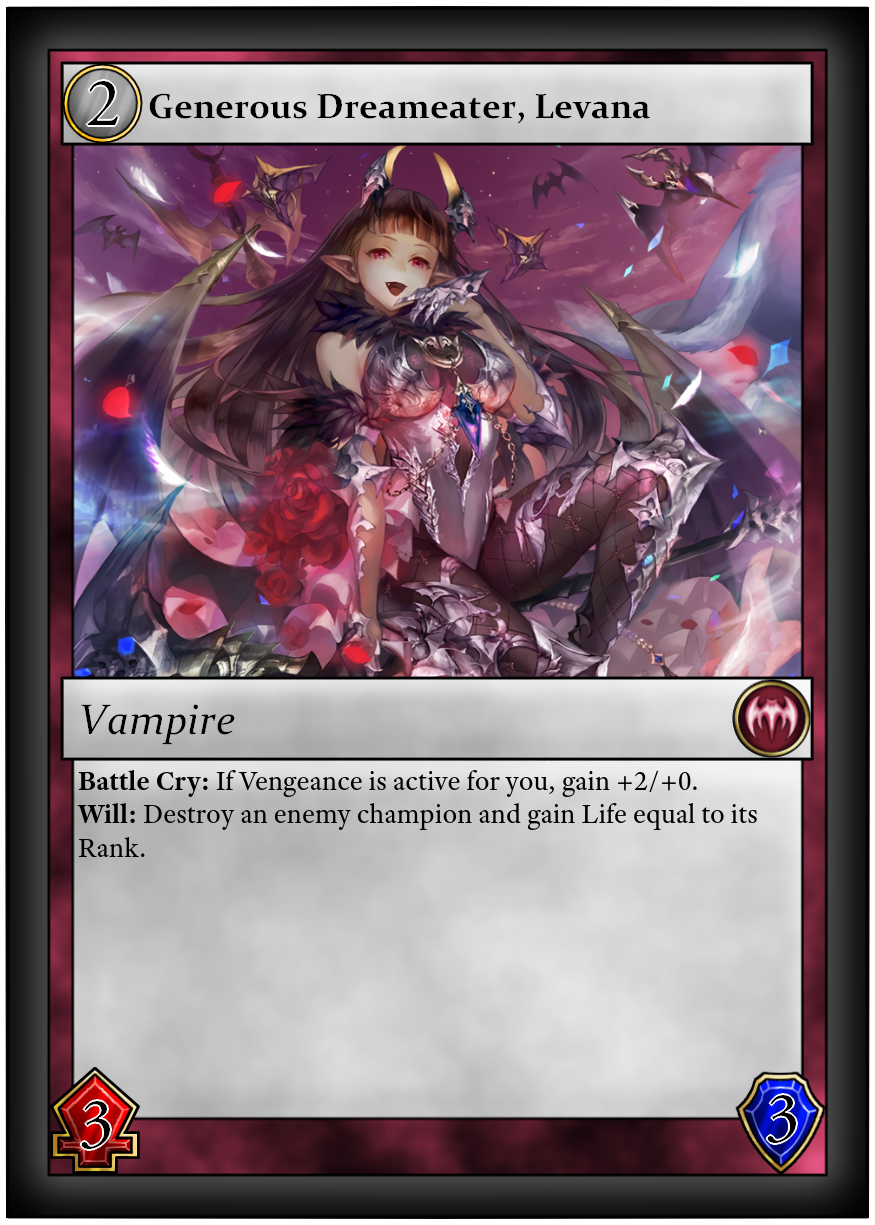 2
Generous Dreameater, Levana
Vampire
Battle Cry: If Vengeance is active for you, gain +2/+0.
Will: Destroy an enemy champion and gain Life equal to its
Rank.
3
3